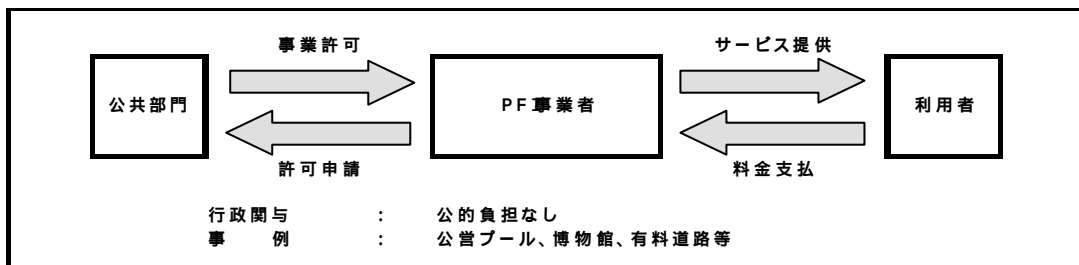 事業許可
サービス提供
公共部門
PFI事業者
利用者
許可申請
料金支払
行政関与 : 公的負担なし
事例 : 公営プール、博物館、有料道路等